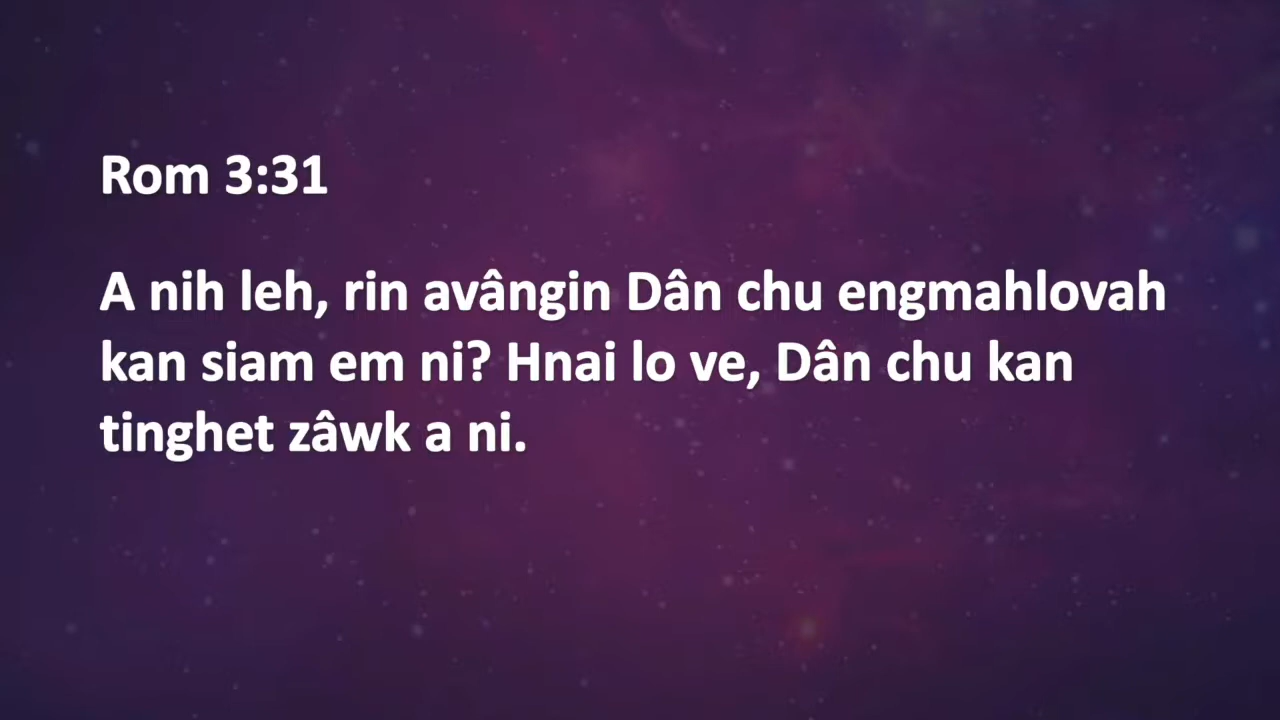 Rom 3:31
A nih leh, rin avângin Dân chu engmahlovah
kan siam em ni? Hnai lo ve, Dân chu kan
tinghet zâwk a ni.